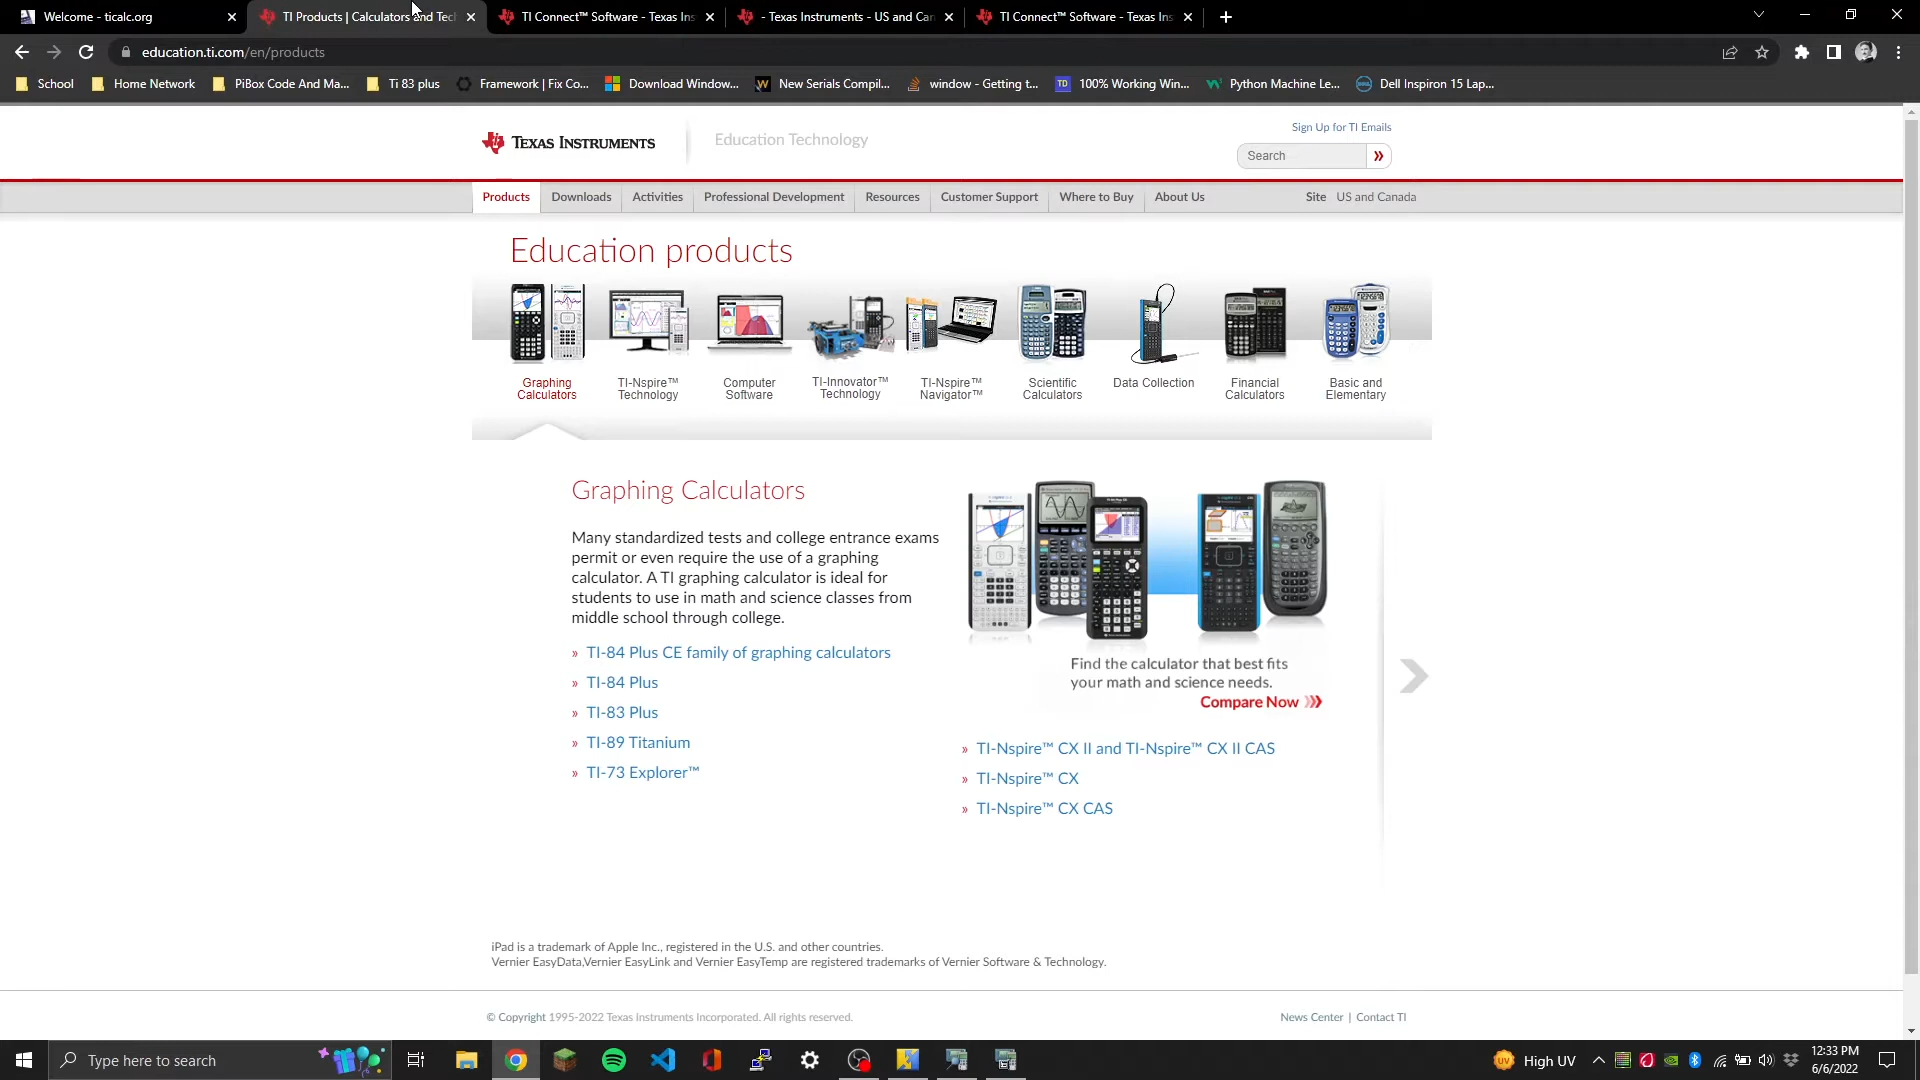 Welcome - ticalc.org
TI Products | Calculators and Tec
TI Connect™ Software - Texas Ins
- Texas Instruments - US and Can
TI Connect™ Software - Texas Ins
education.ti.com/en/products
School
Home Network
PiBox Code And Ma...
Ti 83 plus
Framework | Fix Co...
Download Window...
New Serials Compil...
window - Getting t...
TD
100% Working Win...
Python Machine Le...
Dell Inspiron 15 Lap...
Texas Instruments
Education Technology
Sign Up for TI Emails
Search
Products
Downloads
Activities
Professional Development
Resources
Customer Support
Where to Buy
About Us
Site US and Canada
Education products
Graphing
Calculators
TI-Nspire™
Technology
Computer
Software
TI-Innovator™
Technology
TI-Nspire™
Navigator™
Scientific
Calculators
Data Collection
Financial
Calculators
Basic and
Elementary
Graphing Calculators
Many standardized tests and college entrance exams
permit or even require the use of a graphing
calculator. A TI graphing calculator is ideal for
students to use in math and science classes from
middle school through college.
» TI-84 Plus CE family of graphing calculators
» TI-84 Plus
» TI-83 Plus
» TI-89 Titanium
» TI-73 Explorer™
Find the calculator that best fits
your math and science needs.
Compare Now
» TI-Nspire™ CX II and TI-Nspire™ CX II CAS
» TI-Nspire™ CX
» TI-Nspire™ CX CAS
iPad is a trademark of Apple Inc., registered in the U.S. and other countries.
Vernier EasyData,Vernier EasyLink and Vernier EasyTemp are registered trademarks of Vernier Software & Technology.
© Copyright 1995-2022 Texas Instruments Incorporated. All rights reserved.
News Center | Contact TI
Type here to search
UV
High UV
12:33 PM
6/6/2022